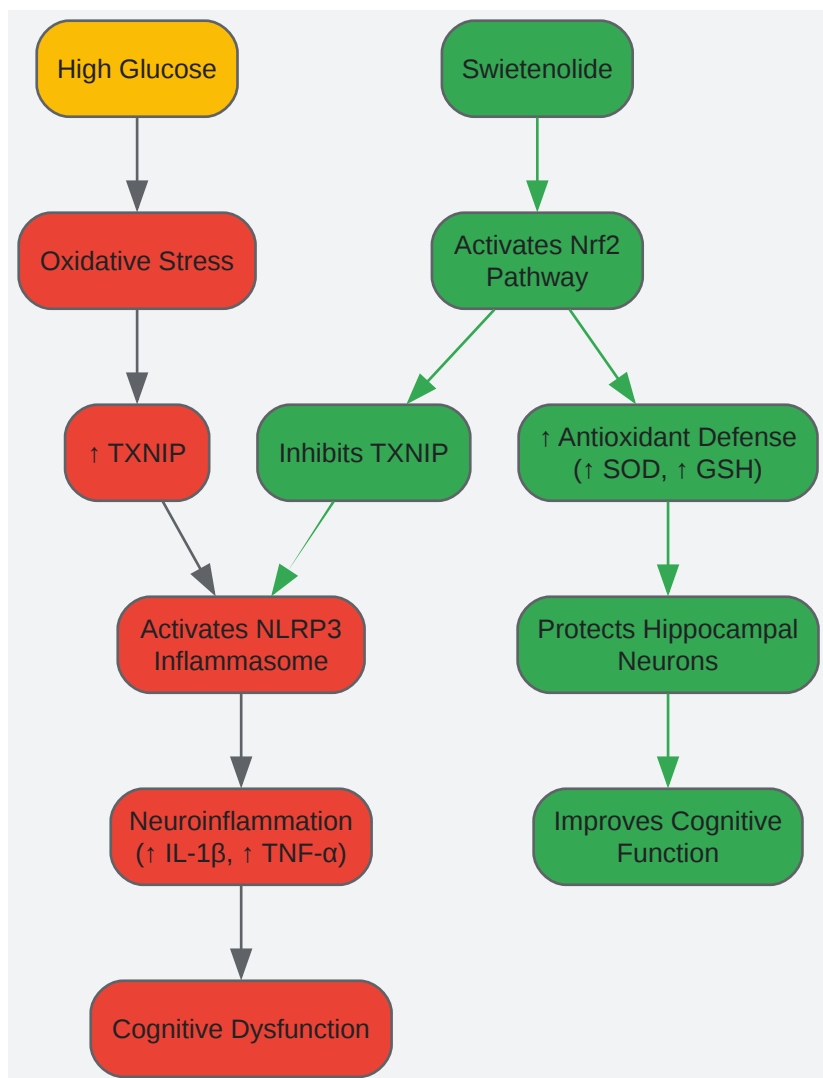 High Glucose
Swietenolide
Oxidative Stress
Activates Nrf2
Pathway
↑ TXNIP
Inhibits TXNIP
↑ Antioxidant Defense
(↑ SOD, ↑ GSH)
Activates NLRP3
Inflammasome
Protects Hippocampal
Neurons
Neuroinflammation
(↑ IL-1β, ↑ TNF-α)
Improves Cognitive
Function
Cognitive Dysfunction